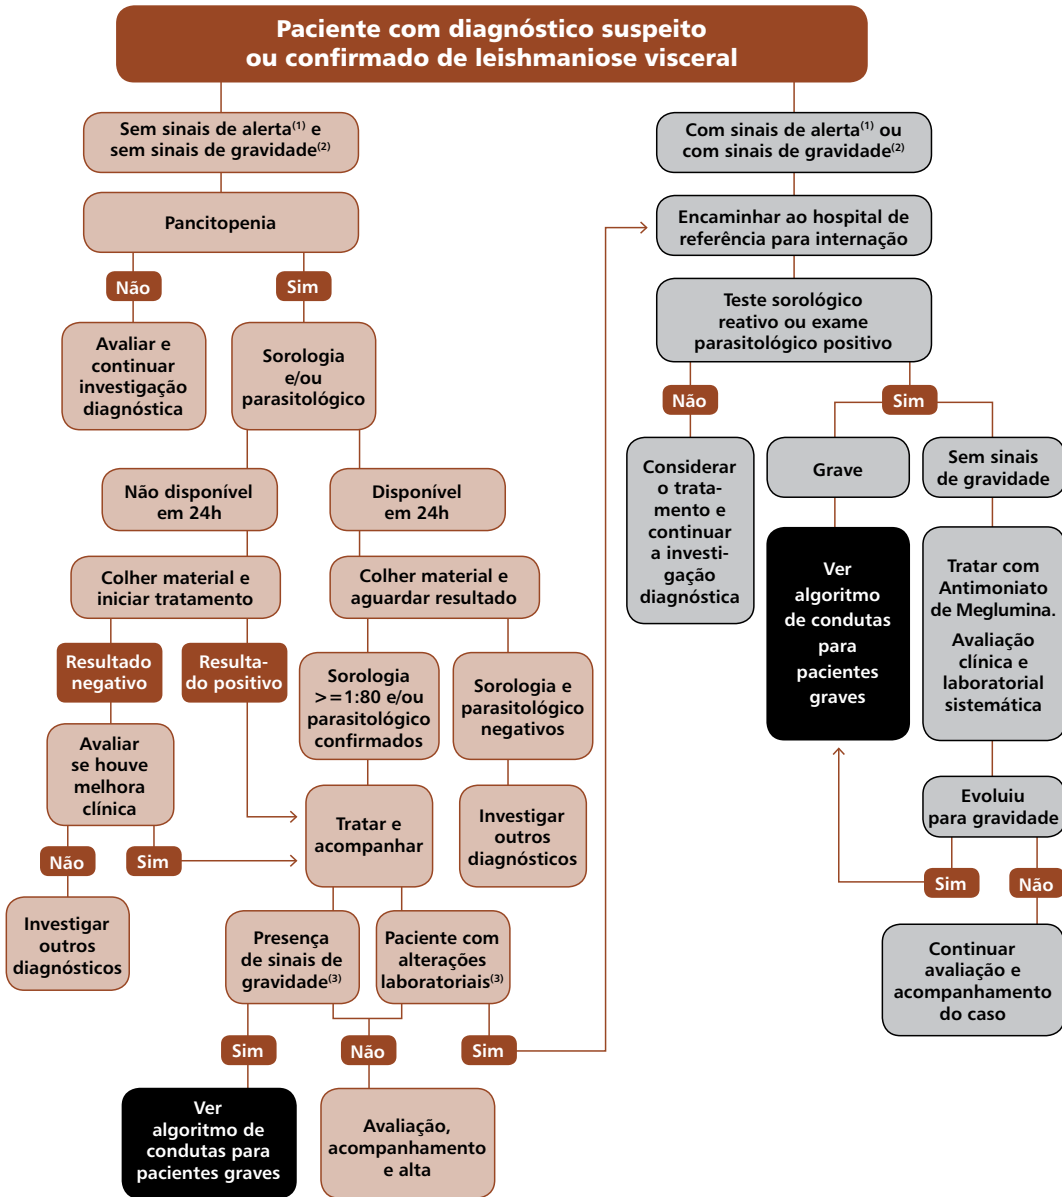 Paciente com diagnóstico suspeito
ou confirmado de leishmaniose visceral
Sem sinais de alerta(1) e
sem sinais de gravidade(2)
Pancitopenia
Não
Sim
Avaliar e
continuar
investigação
diagnóstica
Sorologia
e/ou
parasitológico
Não disponível
em 24h
Disponível
em 24h
Colher material e
iniciar tratamento
Colher material e
aguardar resultado
Resultado
negativo
Resulta-
do positivo
Sorologia
>=1:80 e/ou
parasitológico
confirmados
Sorologia e
parasitológico
negativos
Avaliar
se houve
melhora
clínica
Tratar e
acompanhar
Investigar
outros
diagnósticos
Não
Sim
Investigar
outros
diagnósticos
Presença
de sinais de
gravidade(3)
Paciente com
alterações
laboratoriais(3)
Sim
Não
Sim
Ver
algoritmo de
condutas para
pacientes graves
Avaliação,
acompanhamento
e alta
Com sinais de alerta(1) ou
com sinais de gravidade(2)
Encaminhar ao hospital de
referência para internação
Teste sorológico
reativo ou exame
parasitológico positivo
Não
Sim
Considerar
o trata-
mento e
continuar
a investi-
gação
diagnóstica
Grave
Sem sinais
de gravidade
Ver
algoritmo
de condutas
para
pacientes
graves
Tratar com
Antimoniato
de Meglumina.
Avaliação
clínica e
laboratorial
sistemática
Evoluiu
para gravidade
Sim
Não
Continuar
avaliação e
acompanhamento
do caso